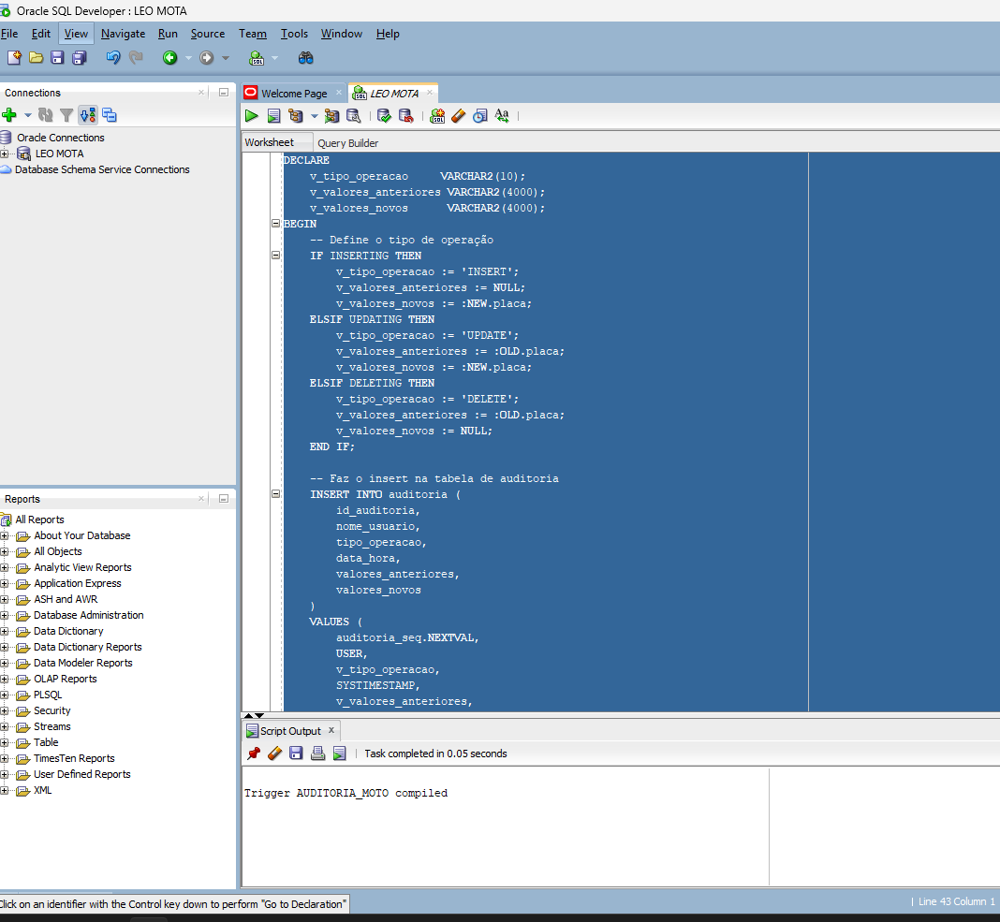 Oracle SQL Developer : LEO MOTA
File Edit View Navigate Run Source Team Tools Window Help
Connections
Oracle Connections
LEO MOTA
Database Schema Service Connections
Reports
All Reports
About Your Database
All Objects
Analytic View Reports
Application Express
ASH and AWR
Database Administration
Data Dictionary
Data Dictionary Reports
Data Modeler Reports
OLAP Reports
PLSQL
Security
Streams
Table
TimesTen Reports
User Defined Reports
XML
Welcome Page
LEO MOTA
Worksheet Query Builder
DECLARE
    v_tipo_operacao     VARCHAR2(10);
    v_valores_anteriores VARCHAR2(4000);
    v_valores_novos      VARCHAR2(4000);
BEGIN
    -- Define o tipo de operação
    IF INSERTING THEN
        v_tipo_operacao := 'INSERT';
        v_valores_anteriores := NULL;
        v_valores_novos := :NEW.placa;
    ELSIF UPDATING THEN
        v_tipo_operacao := 'UPDATE';
        v_valores_anteriores := :OLD.placa;
        v_valores_novos := :NEW.placa;
    ELSIF DELETING THEN
        v_tipo_operacao := 'DELETE';
        v_valores_anteriores := :OLD.placa;
        v_valores_novos := NULL;
    END IF;
    -- Faz o insert na tabela de auditoria
    INSERT INTO auditoria (
        id_auditoria,
        nome_usuario,
        tipo_operacao,
        data_hora,
        valores_anteriores,
        valores_novos
    )
    VALUES (
        auditoria_seq.NEXTVAL,
        USER,
        v_tipo_operacao,
        SYSTIMESTAMP,
        v_valores_anteriores,
Script Output
Task completed in 0.05 seconds
Trigger AUDITORIA_MOTO compiled
Click on an identifier with the Control key down to perform "Go to Declaration"
Line 43 Column 1